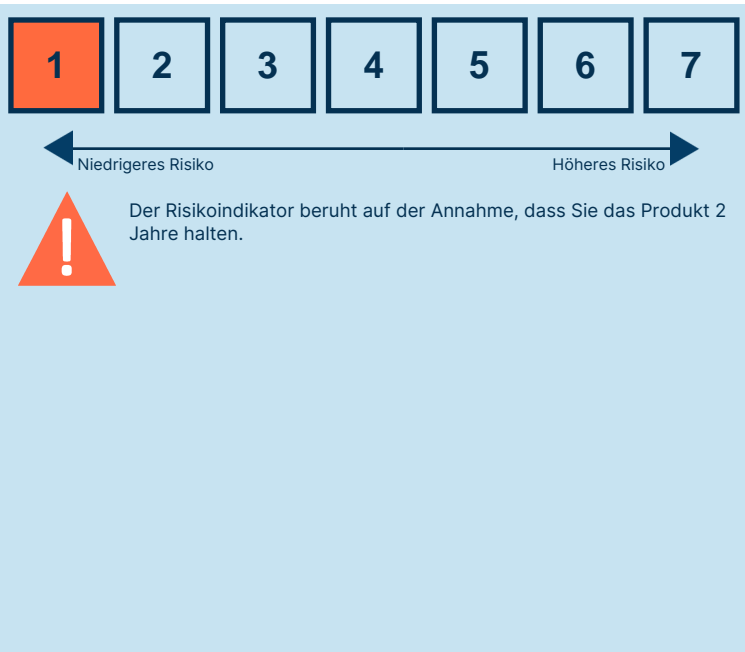 1 2 3 4 5 6 7
Niedrigeres Risiko Höheres Risiko
!
Der Risikoindikator beruht auf der Annahme, dass Sie das Produkt 2
Jahre halten.